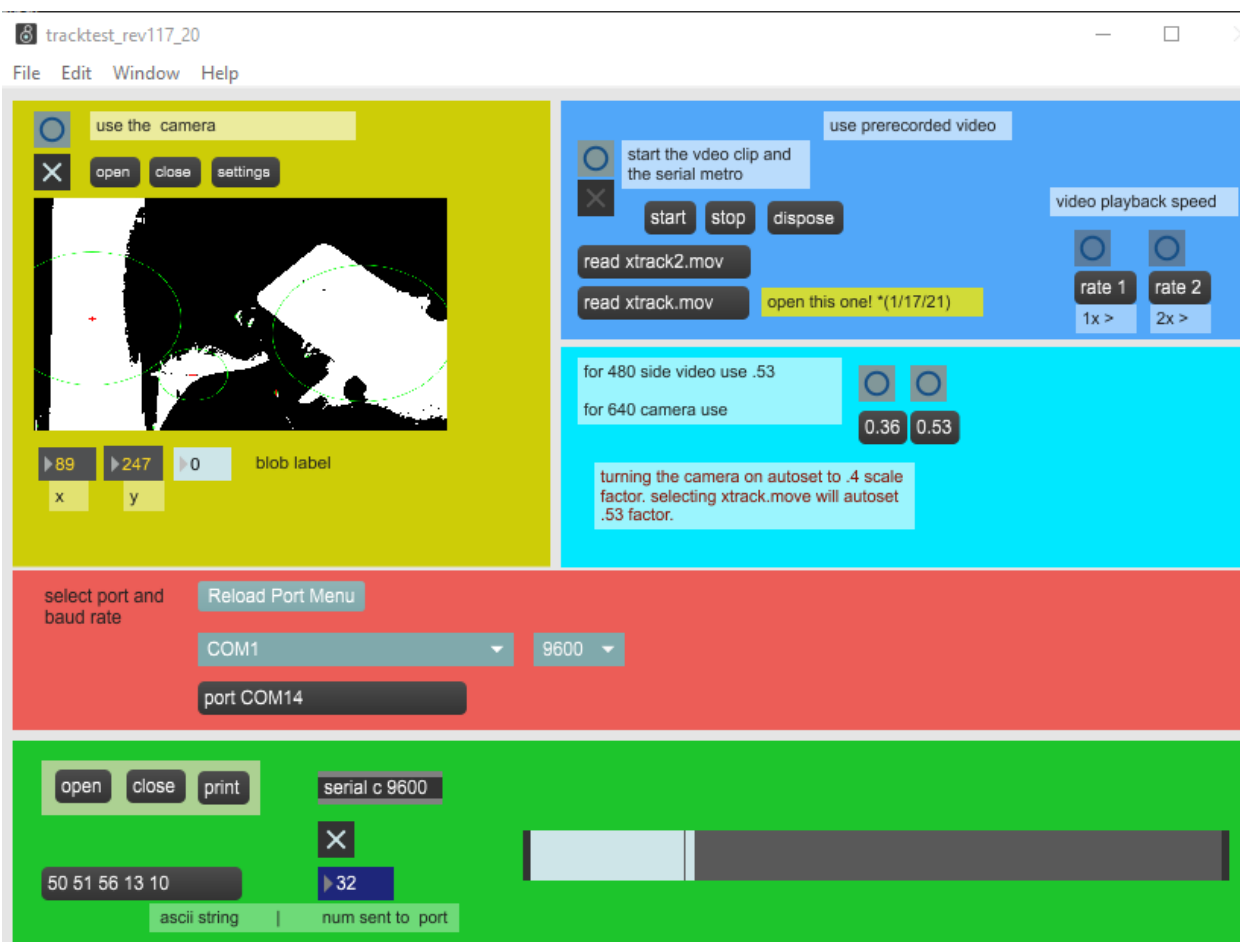 tracktest_rev117_20
File Edit Window Help
use the camera
open close settings
89 247 0 blob label
x y
use prerecorded video
start the vdeo clip and
the serial metro
start stop dispose
read xtrack2.mov
read xtrack.mov open this one! *(1/17/21)
video playback speed
rate 1 rate 2
1x > 2x >
for 480 side video use .53
for 640 camera use
0.36 0.53
turning the camera on autoset to .4 scale
factor. selecting xtrack.move will autoset
.53 factor.
select port and
baud rate
Reload Port Menu
COM1 9600
port COM14
open close print serial c 9600
50 51 56 13 10 32
ascii string | num sent to port